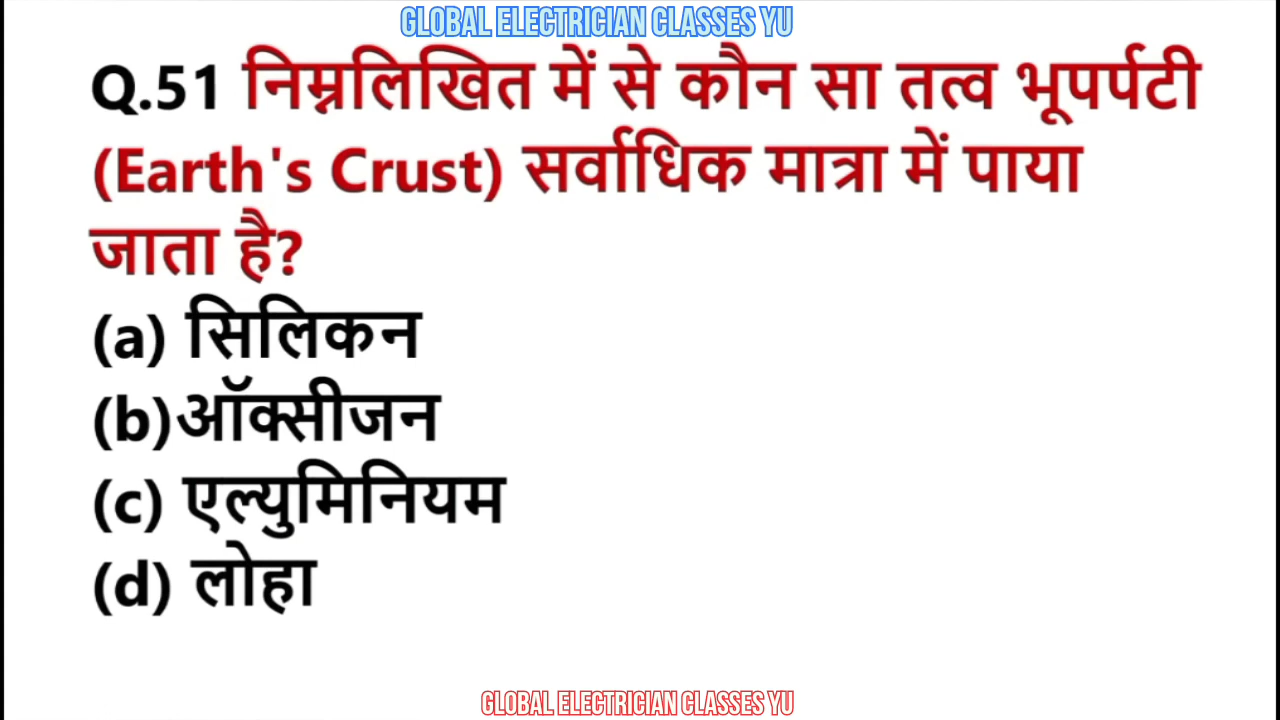 GLOBAL ELECTRICIAN CLASSES YU
Q.51 निम्नलिखित में से कौन सा तत्व भूपर्पटी
(Earth's Crust) सर्वाधिक मात्रा में पाया
जाता है?
(a) सिलिकन
(b)ऑक्सीजन
(c) एल्युमिनियम
(d) लोहा
GLOBAL ELECTRICIAN CLASSES YU